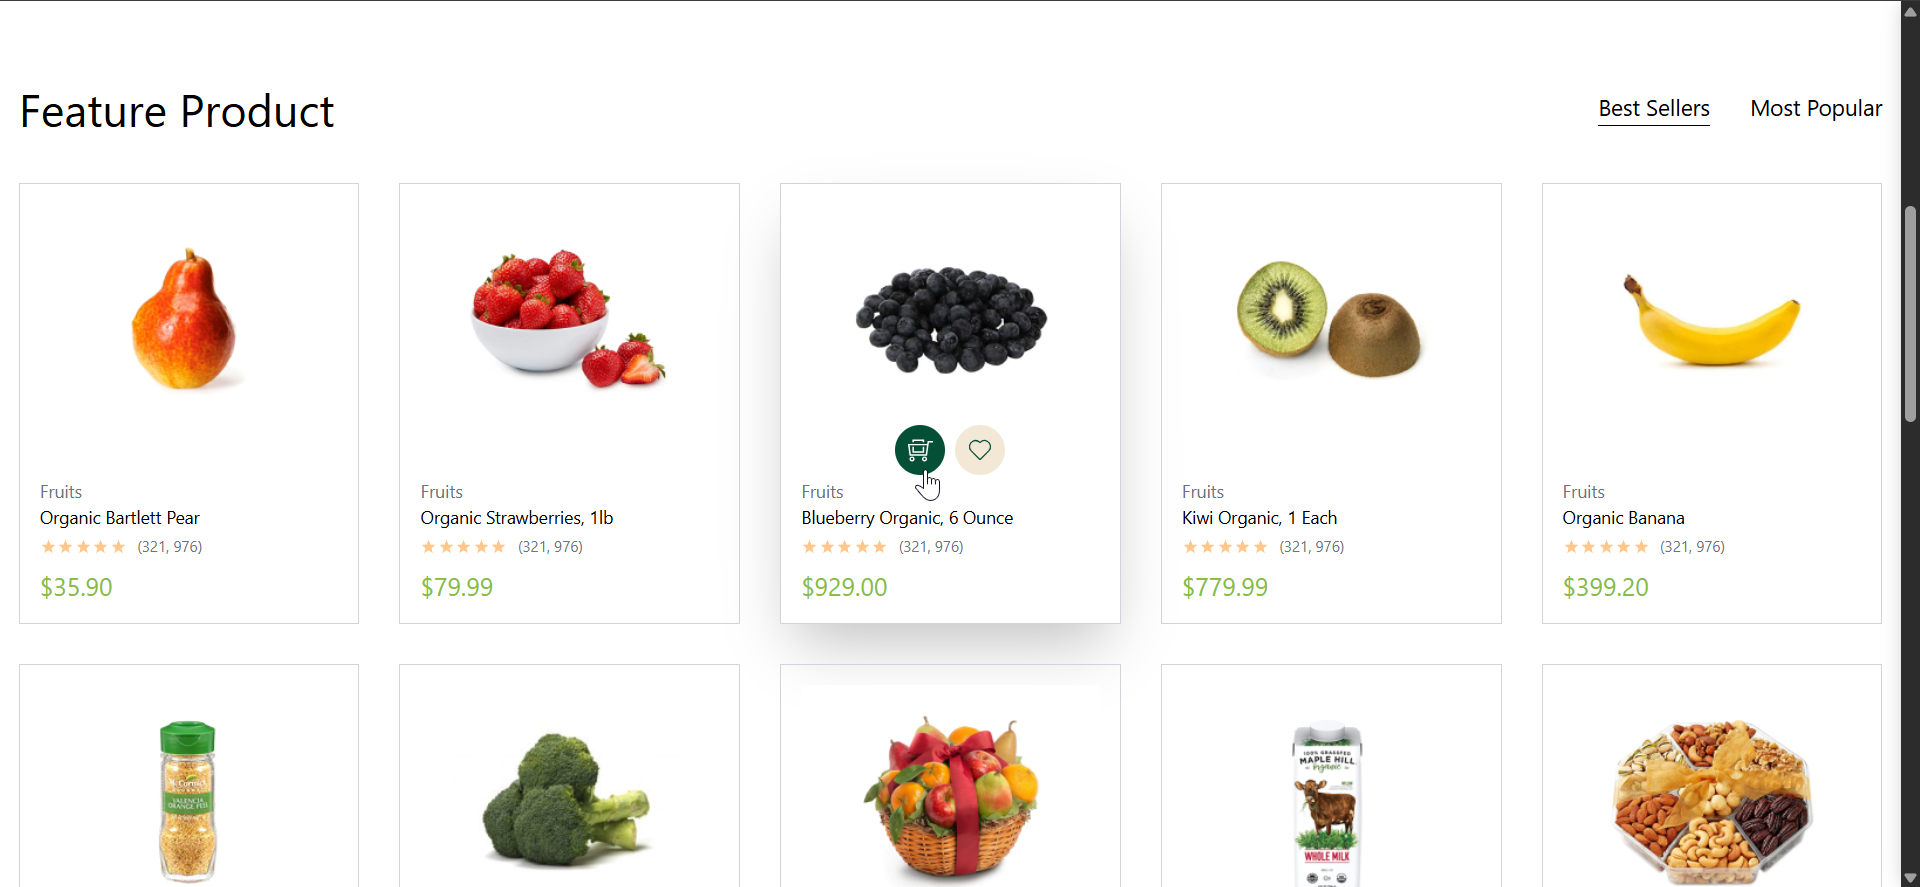 Feature Product
Best Sellers
Most Popular
Fruits
Organic Bartlett Pear
(321, 976)
$35.90
Fruits
Organic Strawberries, 1lb
(321, 976)
$79.99
Fruits
Blueberry Organic, 6 Ounce
(321, 976)
$929.00
Fruits
Kiwi Organic, 1 Each
(321, 976)
$779.99
Fruits
Organic Banana
(321, 976)
$399.20
McCormick
VALENCIA
ORANGE PEEL
100% GRASSFED
MAPLE HILL
organic
WHOLE MILK